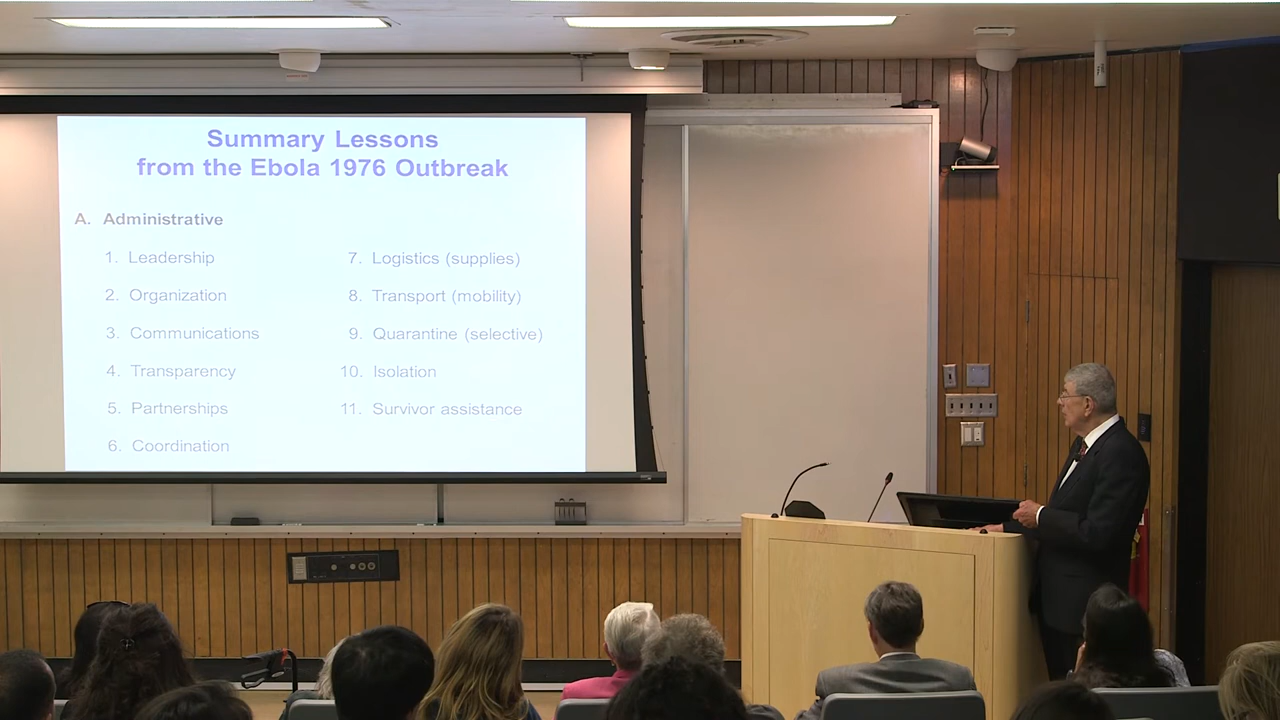 Summary Lessons
from the Ebola 1976 Outbreak
A. Administrative
1. Leadership
2. Organization
3. Communications
4. Transparency
5. Partnerships
6. Coordination
7. Logistics (supplies)
8. Transport (mobility)
9. Quarantine (selective)
10. Isolation
11. Survivor assistance